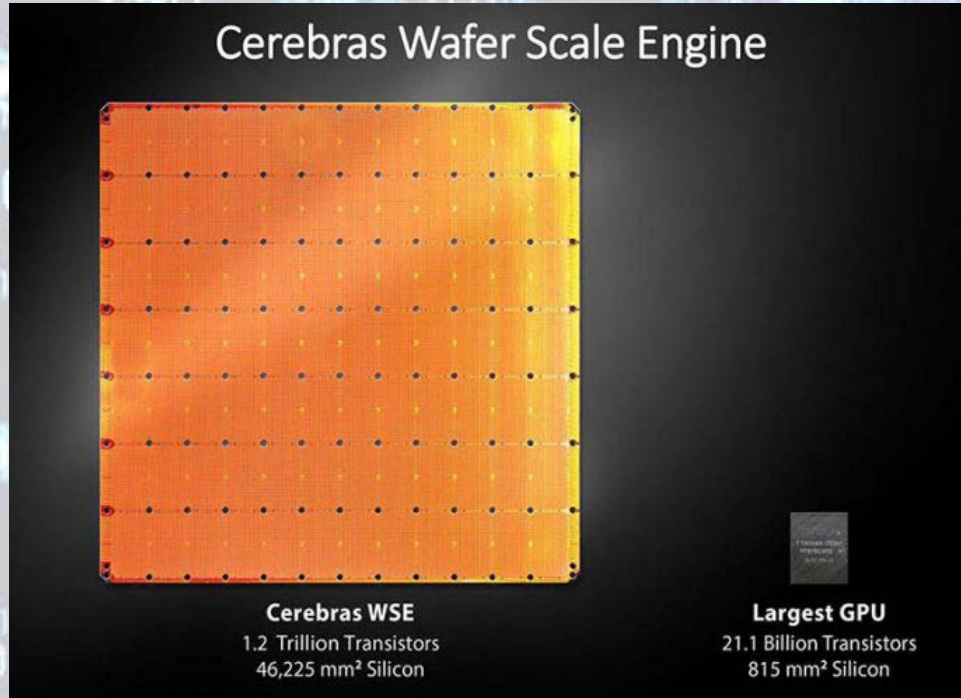 Cerebras Wafer Scale Engine
Cerebras WSE
1.2 Trillion Transistors
46,225 mm² Silicon
Largest GPU
21.1 Billion Transistors
815 mm² Silicon